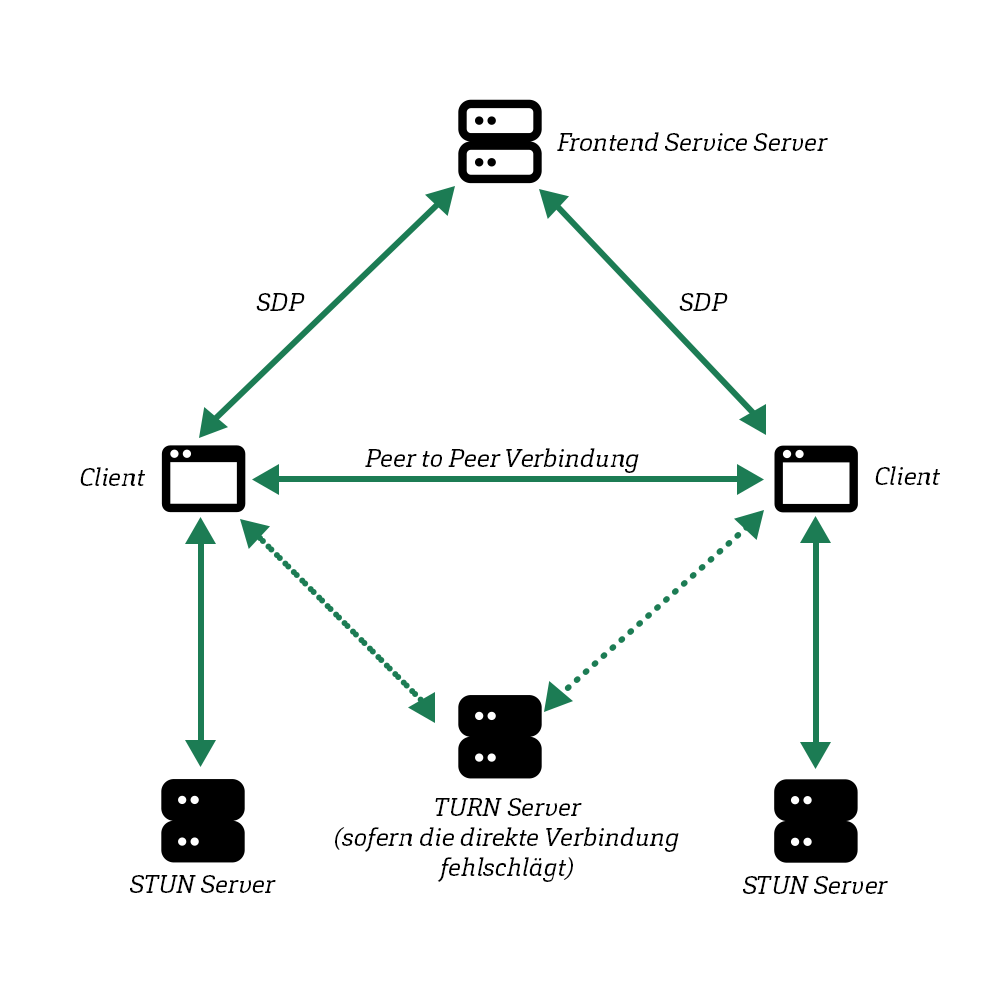 Frontend Service Server
SDP
SDP
Peer to Peer Verbindung
Client
Client
TURN Server
(sofern die direkte Verbindung
fehlschlägt)
STUN Server
STUN Server